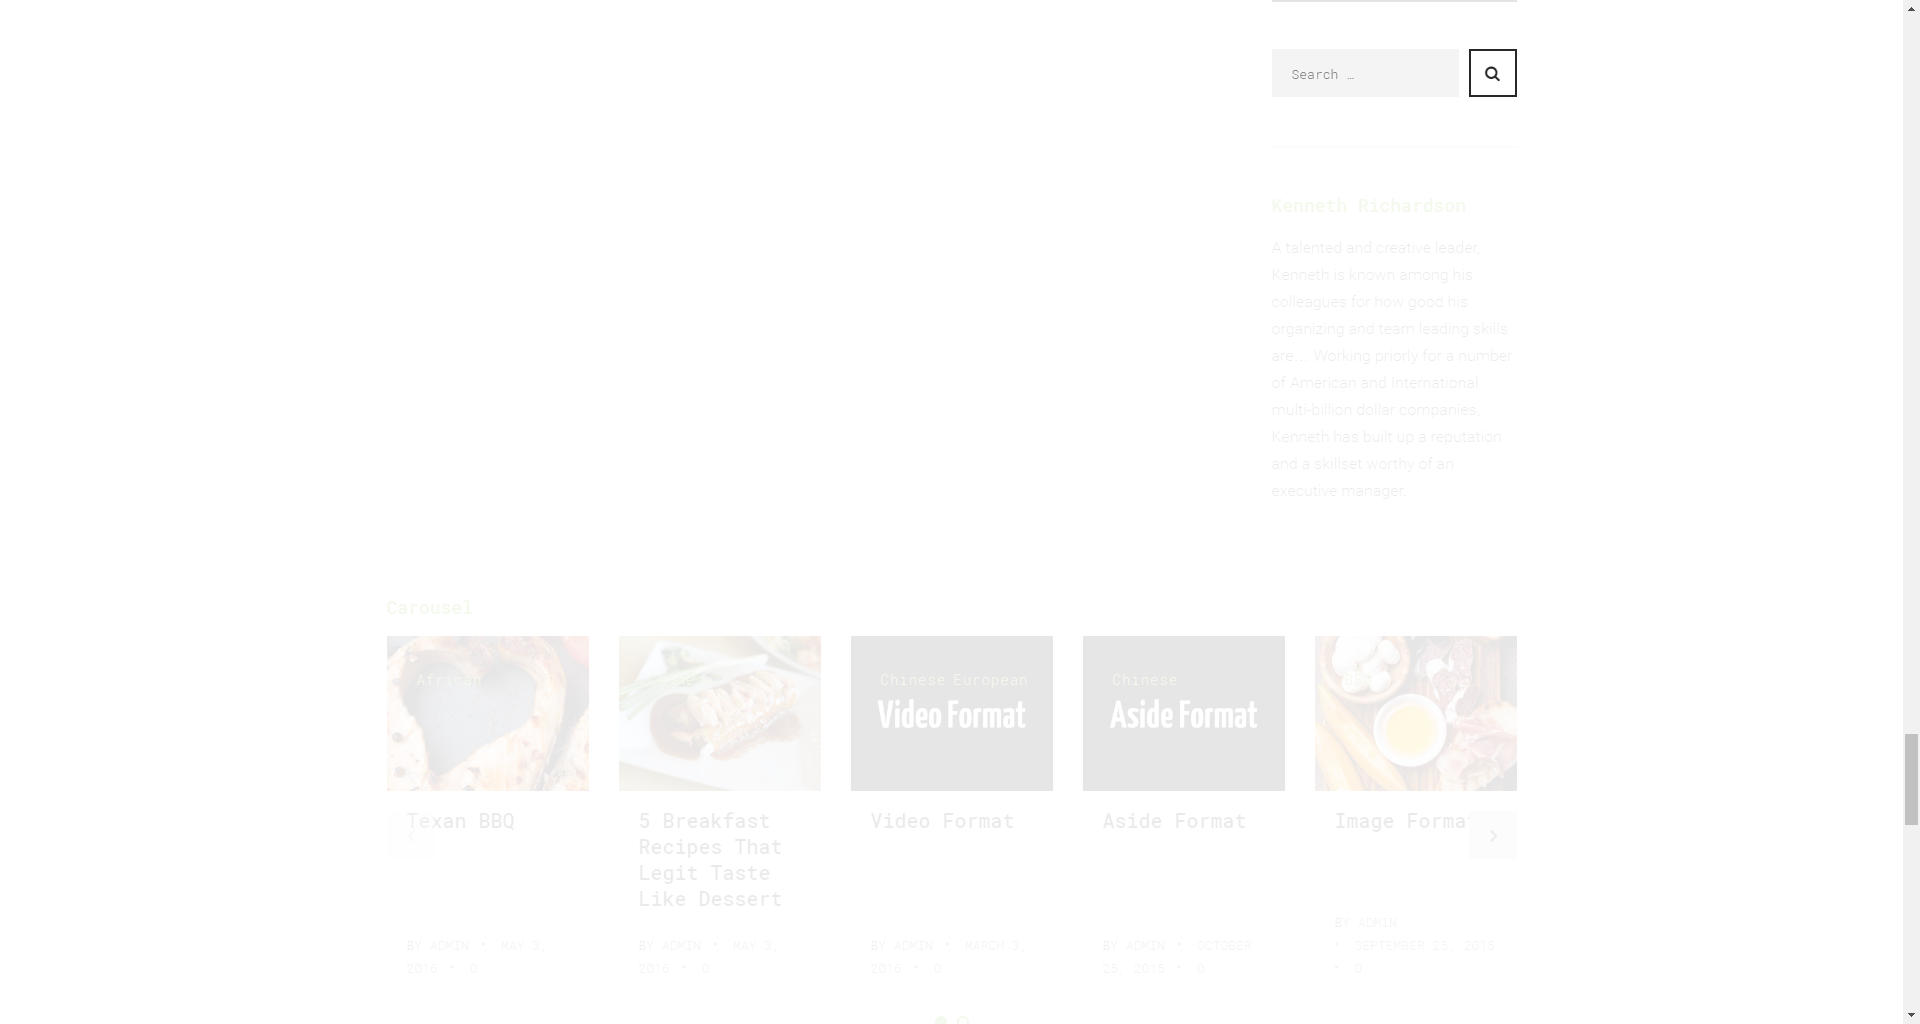 Search …
Kenneth Richardson
A talented and creative leader,
Kenneth is known among his
colleagues for how good his
organizing and team leading skills
are… Working priorly for a number
of American and International
multi-billion dollar companies,
Kenneth has built up a reputation
and a skillset worthy of an
executive manager.
Carousel
African
Chinese European
Video Format
Chinese
Aside Format
Texan BBQ
5 Breakfast
Recipes That
Legit Taste
Like Dessert
Video Format
Aside Format
Image Format
BY ADMIN • MAY 3,
2016 • 0
BY ADMIN • MAY 3,
2016 • 0
BY ADMIN • MARCH 3,
2016 • 0
BY ADMIN • OCTOBER
25, 2015 • 0
BY ADMIN
• SEPTEMBER 25, 2015
• 0